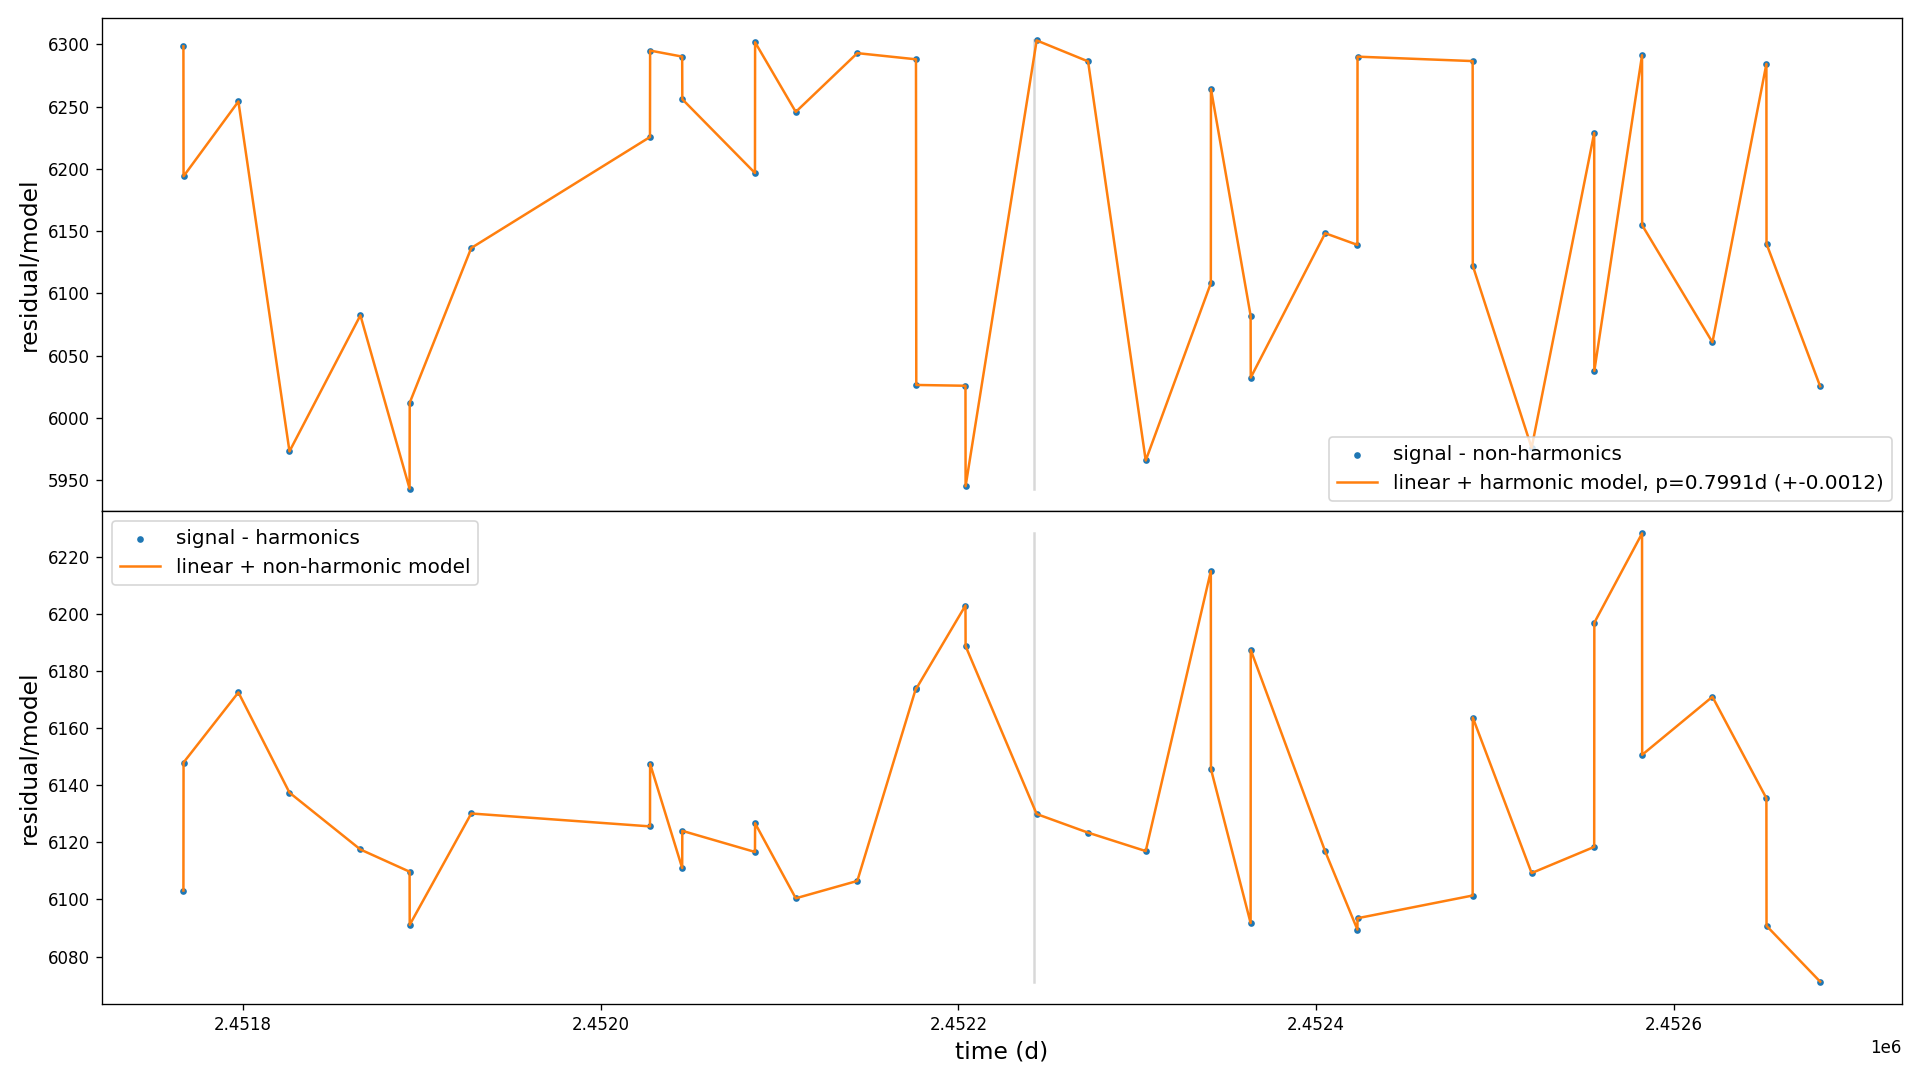 6300
6250
6200
6150
6100
6050
6000
5950
residual/model
signal - non-harmonics
linear + harmonic model, p=0.7991d (+-0.0012)
signal - harmonics
linear + non-harmonic model
6220
6200
6180
6160
6140
6120
6100
6080
residual/model
2.4518 2.4520 2.4522 2.4524 2.4526
time (d)
1e6